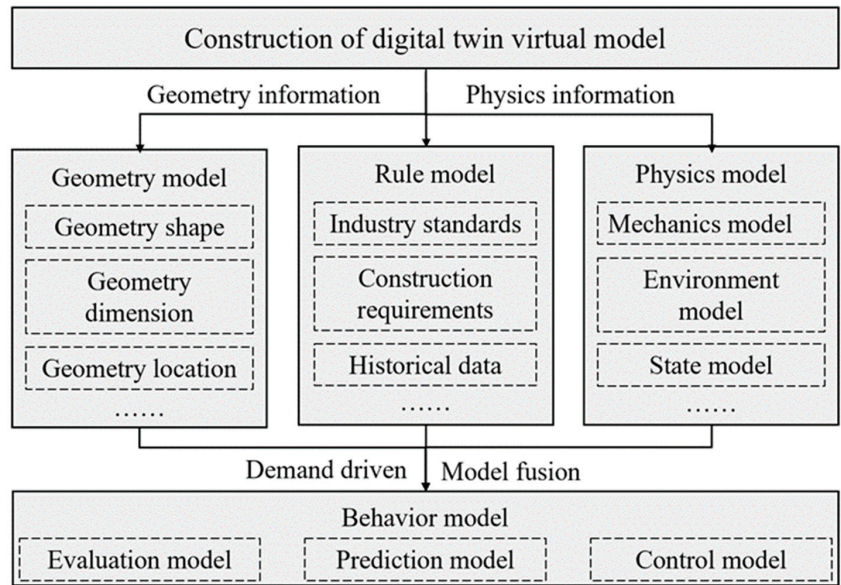 Construction of digital twin virtual model
Geometry information
Physics information
Geometry model
Geometry shape
Geometry
dimension
Geometry location
......
Rule model
Industry standards
Construction
requirements
Historical data
......
Physics model
Mechanics model
Environment
model
State model
......
Demand driven
Model fusion
Behavior model
Evaluation model
Prediction model
Control model